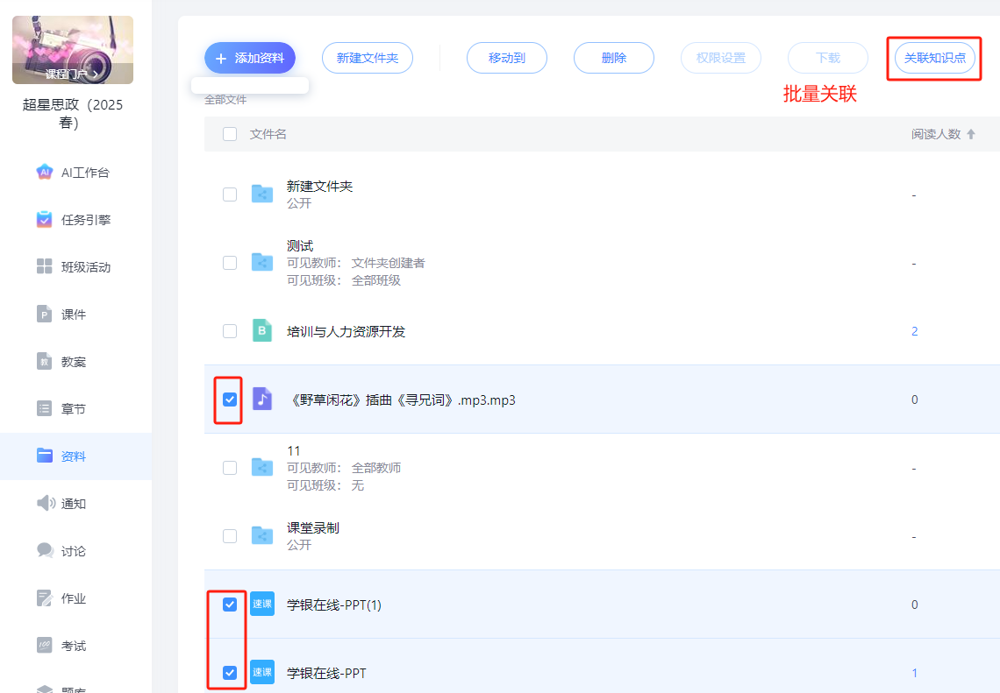 课程门户 >
超星思政（2025
春）
AI AI工作台
任务引擎
班级活动
P 课件
教 教案
章节
资料
通知
讨论
作业
100 考试
题库
+ 添加资料 新建文件夹 移动到 删除 权限设置 下载 关联知识点
批量关联
全部文件
文件名 阅读人数
新建文件夹
公开
-
测试
可见教师： 文件夹创建者
可见班级： 全部班级
-
B 培训与人力资源开发 2
《野草闲花》插曲《寻兄词》.mp3.mp3 0
11
可见教师： 全部教师
可见班级： 无
-
课堂录制
公开
-
速课 学银在线-PPT(1) 0
速课 学银在线-PPT 1